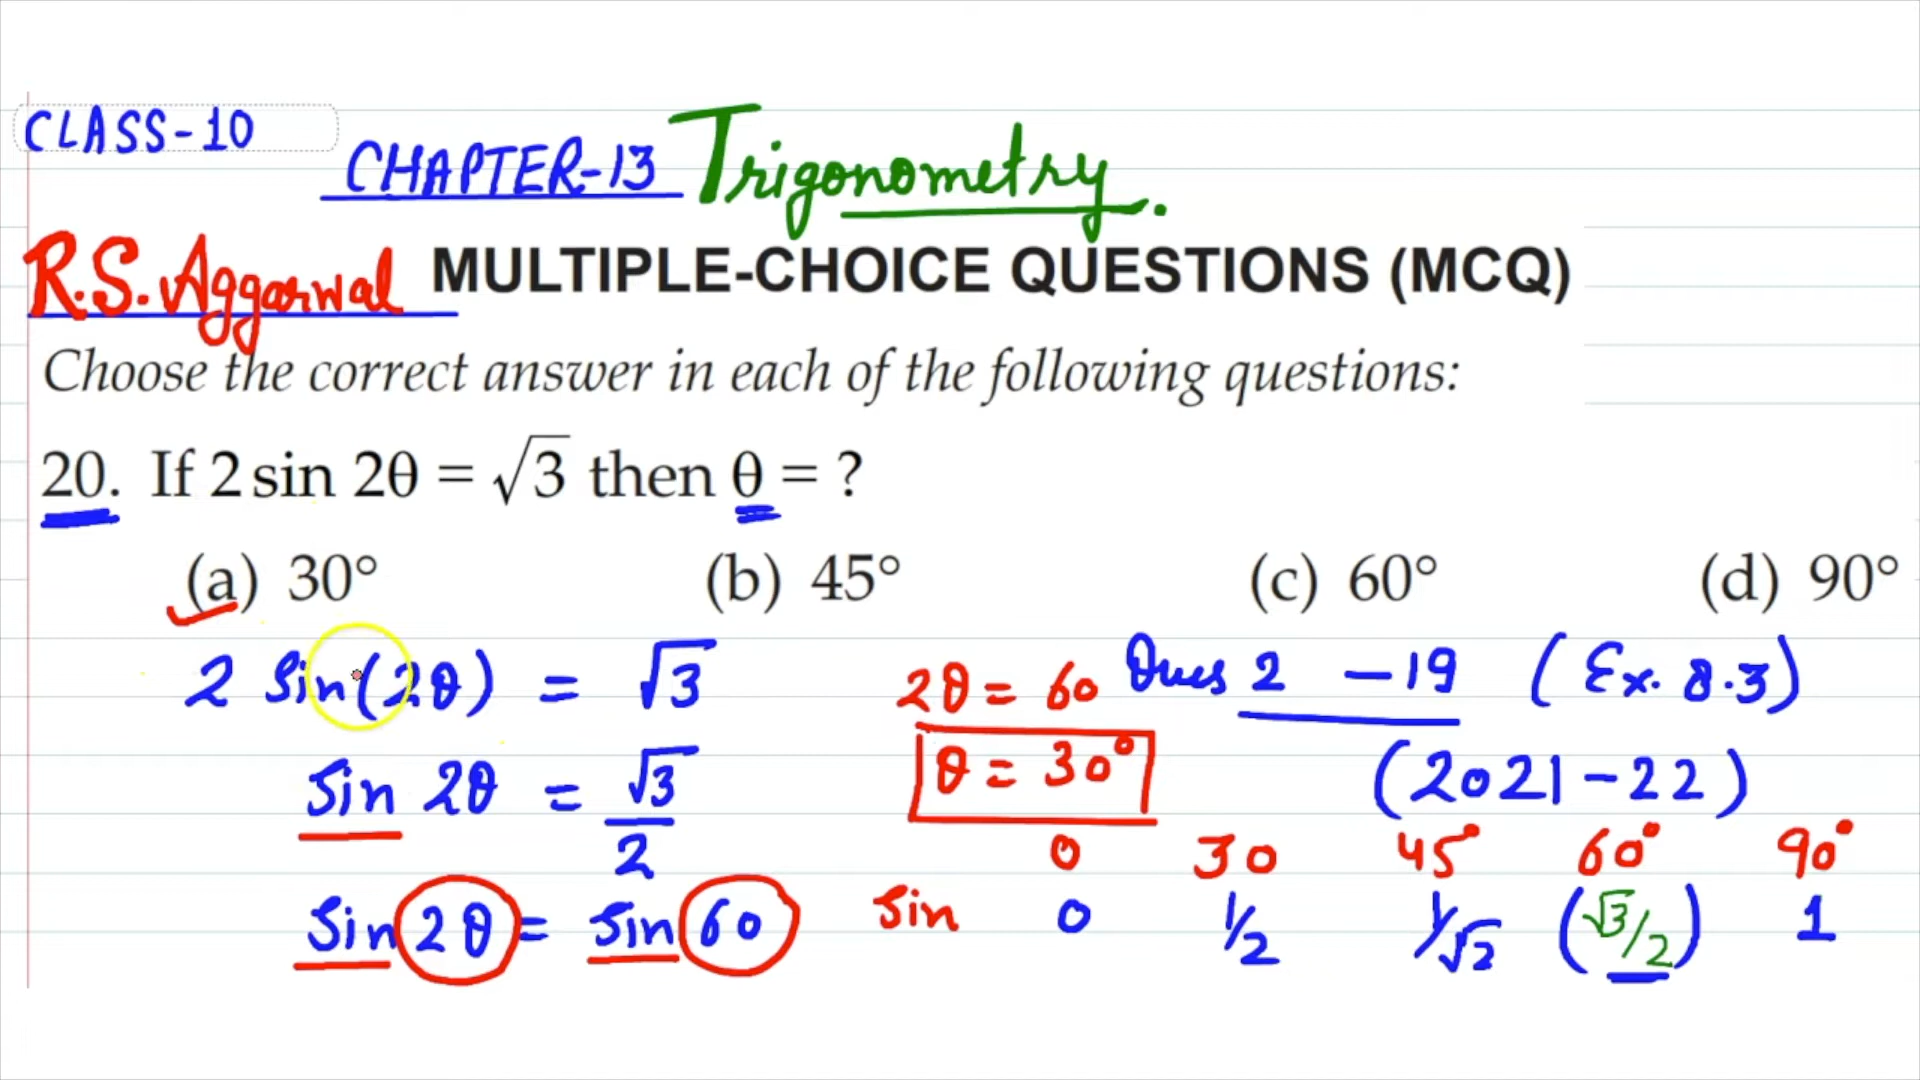 CLASS-10
CHAPTER-13 Trigonometry.
R.S. Aggarwal MULTIPLE-CHOICE QUESTIONS (MCQ)
Choose the correct answer in each of the following questions:
20. If 2 sin 2θ = √3 then θ = ?
(a) 30° (b) 45° (c) 60° (d) 90°
2 Sin(2θ) = √3 2θ = 60 Ques 2 -19 (Ex. 8.3)
Sin 2θ = √3/2 θ = 30° (2021-22)
0 30 45° 60° 90°
Sin 2θ = Sin 60 Sin 0 1/2 1/√2 (√3/2) 1